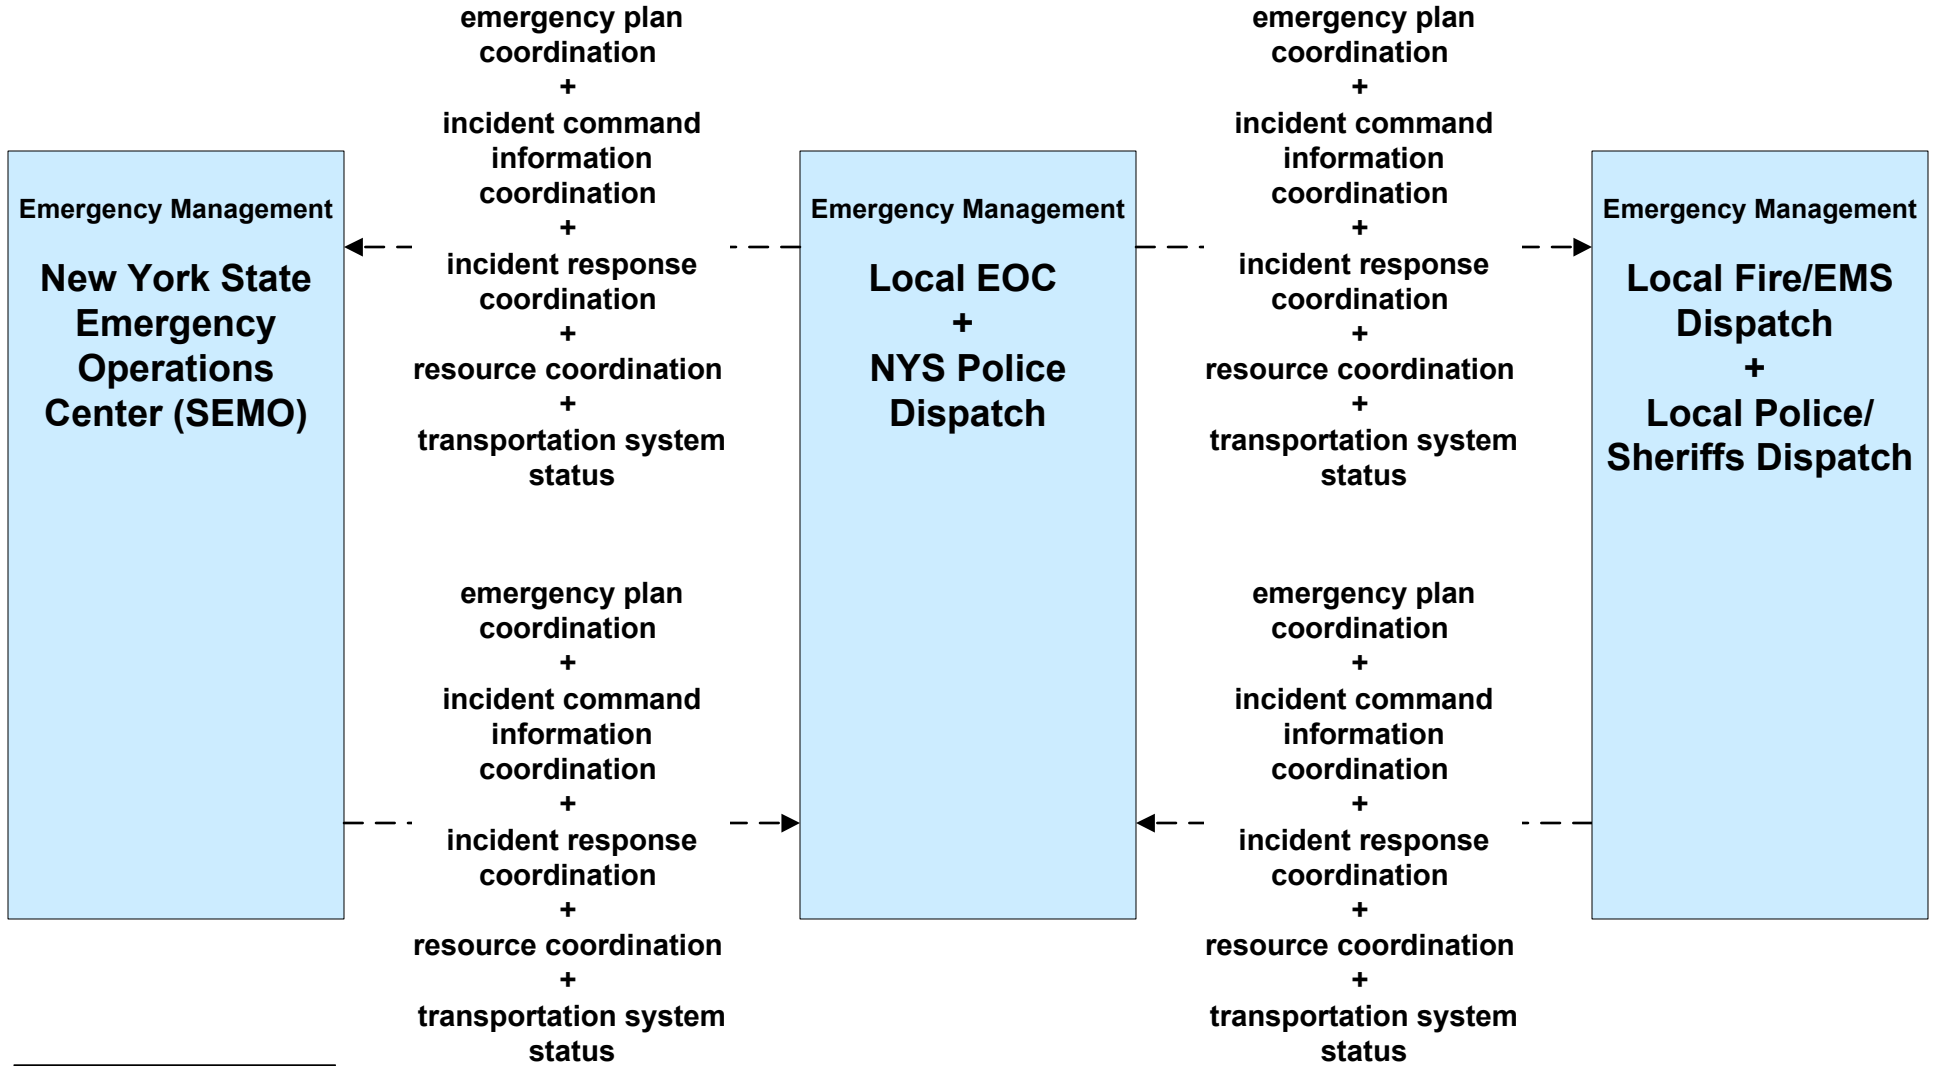 emergency plan
coordination
+
incident command
information
coordination
+
incident response
coordination
+
resource coordination
+
transportation system
status
emergency plan
coordination
+
incident command
information
coordination
+
incident response
coordination
+
resource coordination
+
transportation system
status
Emergency Management
New York State
Emergency
Operations
Center (SEMO)
Emergency Management
Local EOC
+
NYS Police
Dispatch
Emergency Management
Local Fire/EMS
Dispatch
+
Local Police/
Sheriffs Dispatch
emergency plan
coordination
+
incident command
information
coordination
+
incident response
coordination
+
resource coordination
+
transportation system
status
emergency plan
coordination
+
incident command
information
coordination
+
incident response
coordination
+
resource coordination
+
transportation system
status